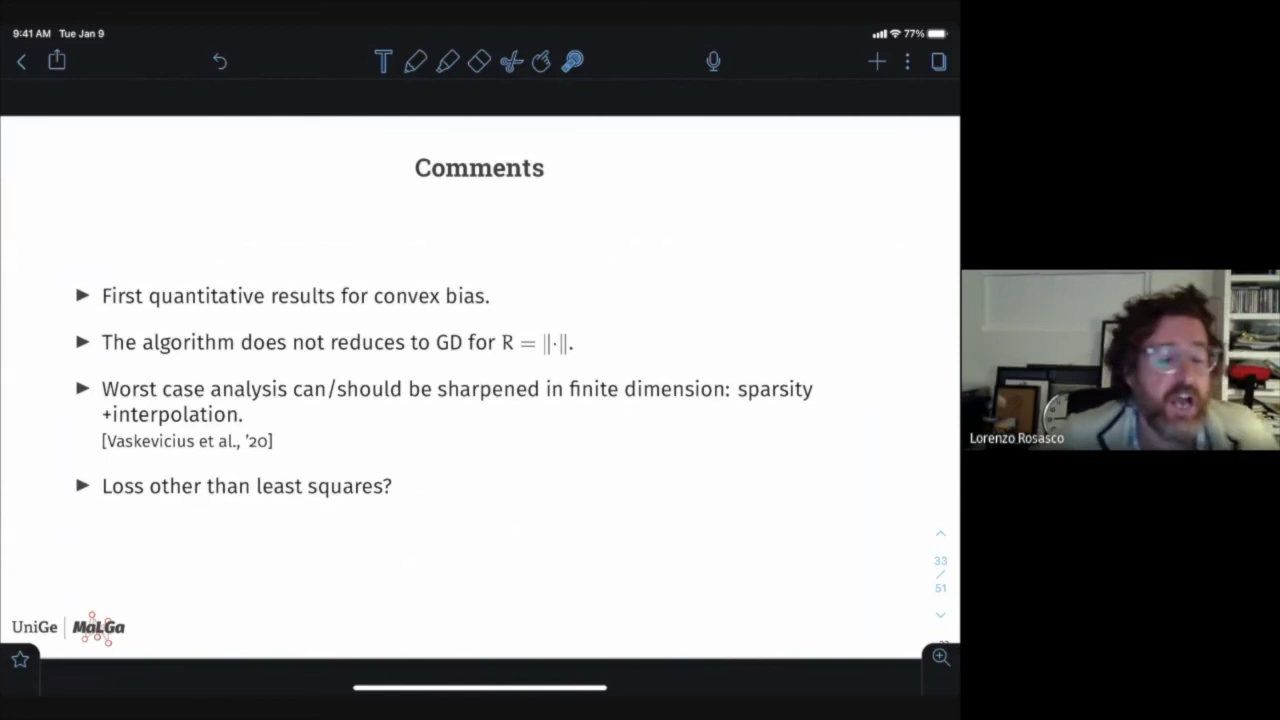 9:41 AM Tue Jan 9
77%
T
Comments
► First quantitative results for convex bias.
► The algorithm does not reduces to GD for R = ‖·‖.
► Worst case analysis can/should be sharpened in finite dimension: sparsity
+interpolation.
[Vaskevicius et al., '20]
► Loss other than least squares?
33
/
51
UniGe | MaLGa
Lorenzo Rosasco